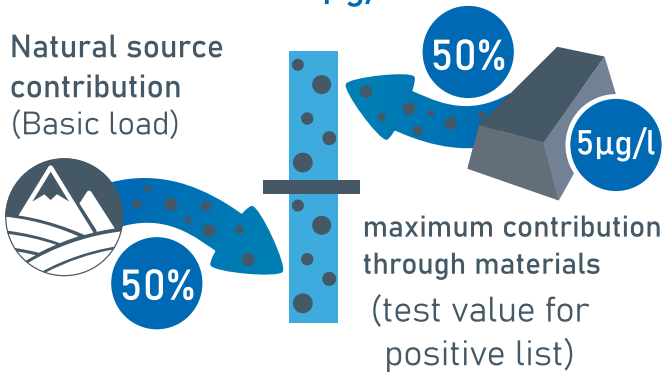 Natural source
contribution
(Basic load)
50%
50%
5µg/l
maximum contribution
through materials
(test value for
positive list)